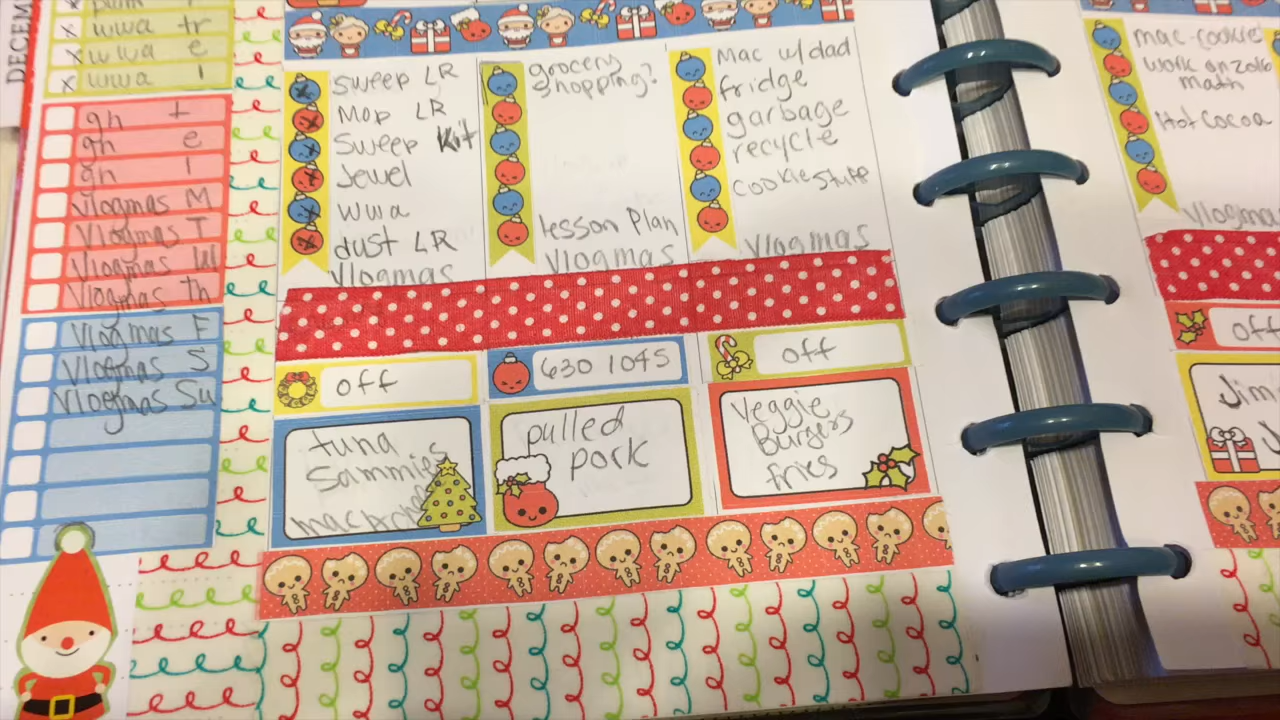 DECEM
wwa tr
wwa e
wwa l
gh t
gh e
gh l
Vlogmas M
Vlogmas T
Vlogmas W
Vlogmas Th
Vlogmas F
Vlogmas S
Vlogmas Su
sweep LR
Mop LR
Sweep Kit
Jewel
wwa
dust LR
Vlogmas
off
tuna
Sammies
grocery
shopping?
lesson Plan
Vlogmas
630 1045
pulled
pork
Mac w/ dad
fridge
garbage
recycle
cookie stuff
Vlogmas
off
Veggie
Burgers
fries
mac-cookie
work on zoho
math
Hot Cocoa
Vlogma
off
Jim